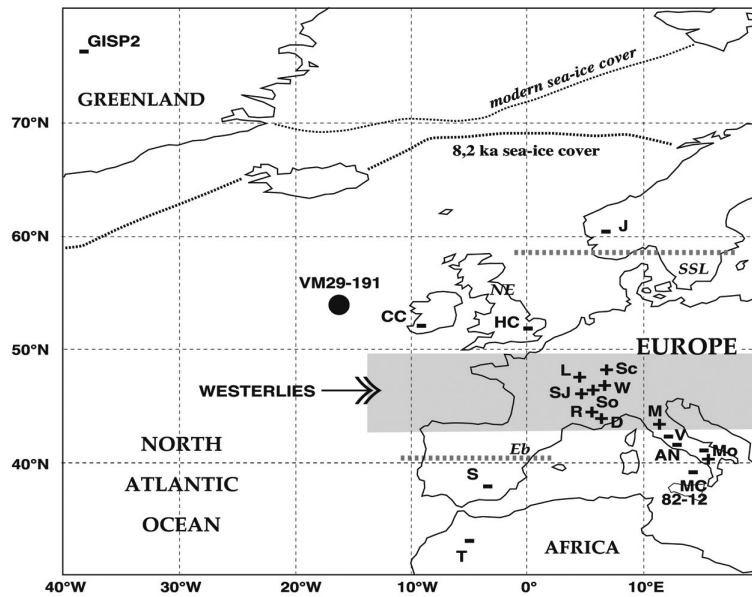 GISP2
GREENLAND
modern sea-ice cover
70°N
8,2 ka sea-ice cover
J
60°N
SSL
VM29-191
NE
CC
HC
50°N
EUROPE
L
Sc
WESTERLIES
SJ
W
So
R
D
M
V
NORTH
Eb
AN
Mo
40°N
S
ATLANTIC
MC
82-12
OCEAN
T
AFRICA
40°W
30°W
20°W
10°W
0°
10°E